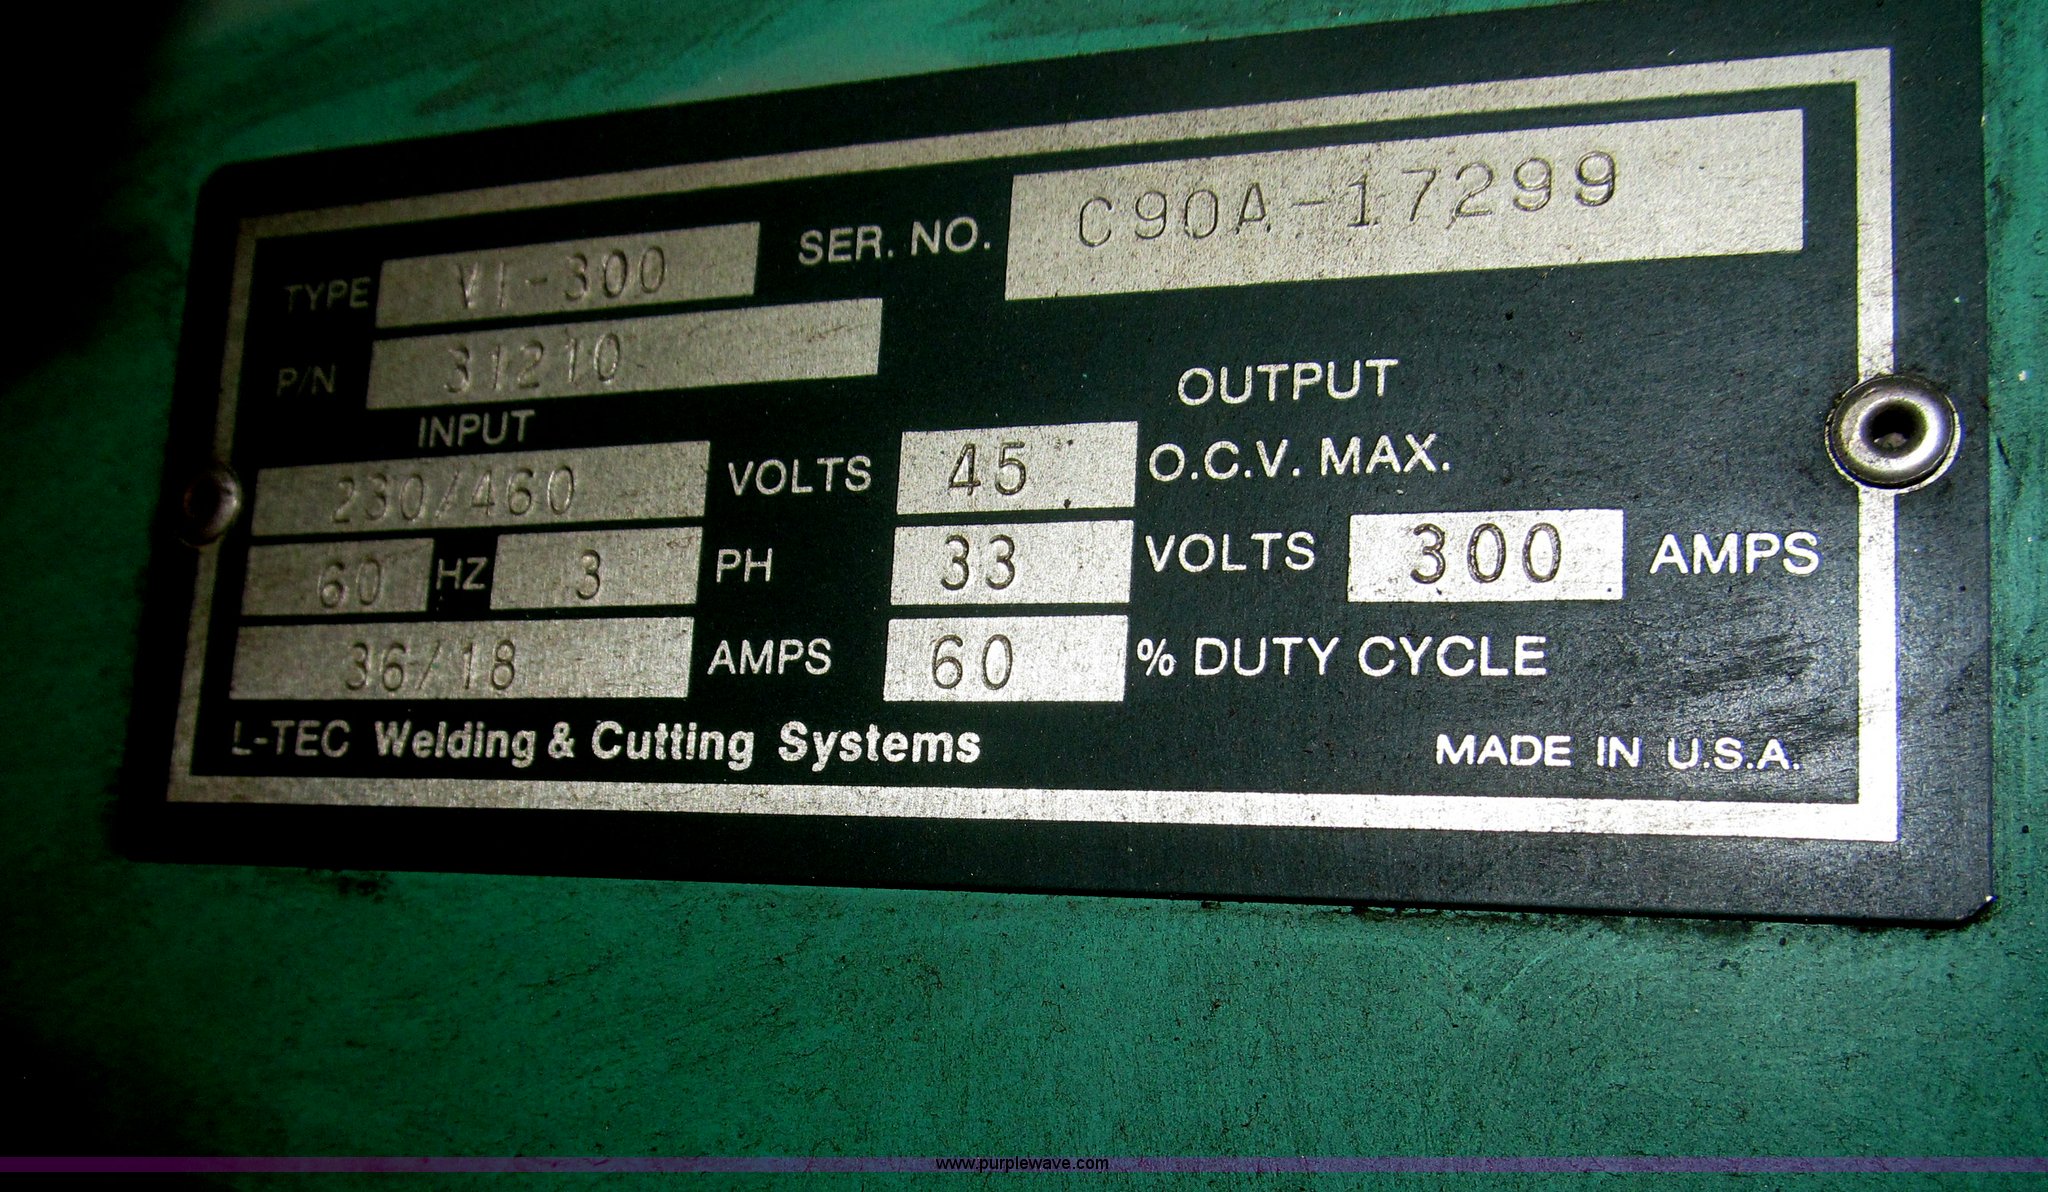 TYPE VI-300 SER. NO. C90A-17299
P/N 31210
INPUT OUTPUT
230/460 VOLTS 45 O.C.V. MAX.
60 HZ 3 PH 33 VOLTS 300 AMPS
36/18 AMPS 60 % DUTY CYCLE
L-TEC Welding & Cutting Systems MADE IN U.S.A.
www.purplewave.com